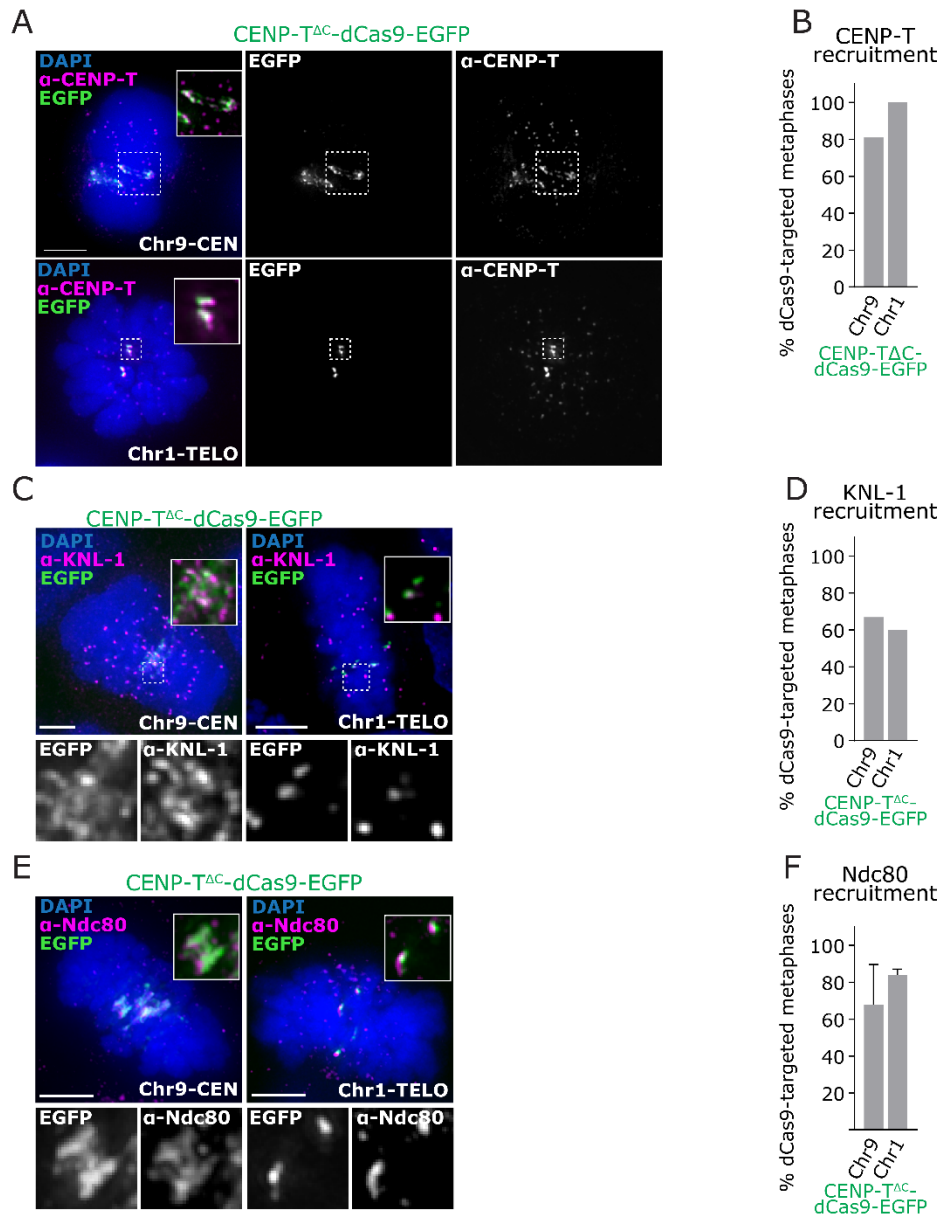 A
CENP-TΔC-dCas9-EGFP
DAPI
α-CENP-T
EGFP
Chr9-CEN
EGFP
α-CENP-T
DAPI
α-CENP-T
EGFP
Chr1-TELO
EGFP
α-CENP-T
B
CENP-T
recruitment
% dCas9-targeted metaphases
100
80
60
40
20
0
Chr9
Chr1
CENP-TΔC-
dCas9-EGFP
C
CENP-TΔC-dCas9-EGFP
DAPI
α-KNL-1
EGFP
Chr9-CEN
DAPI
α-KNL-1
EGFP
Chr1-TELO
EGFP
α-KNL-1
EGFP
α-KNL-1
D
KNL-1
recruitment
% dCas9-targeted metaphases
100
80
60
40
20
0
Chr9
Chr1
CENP-TΔC-
dCas9-EGFP
E
CENP-TΔC-dCas9-EGFP
DAPI
α-Ndc80
EGFP
Chr9-CEN
DAPI
α-Ndc80
EGFP
Chr1-TELO
EGFP
α-Ndc80
EGFP
α-Ndc80
F
Ndc80
recruitment
% dCas9-targeted metaphases
100
80
60
40
20
Chr9
Chr1
CENP-TΔC-
dCas9-EGFP